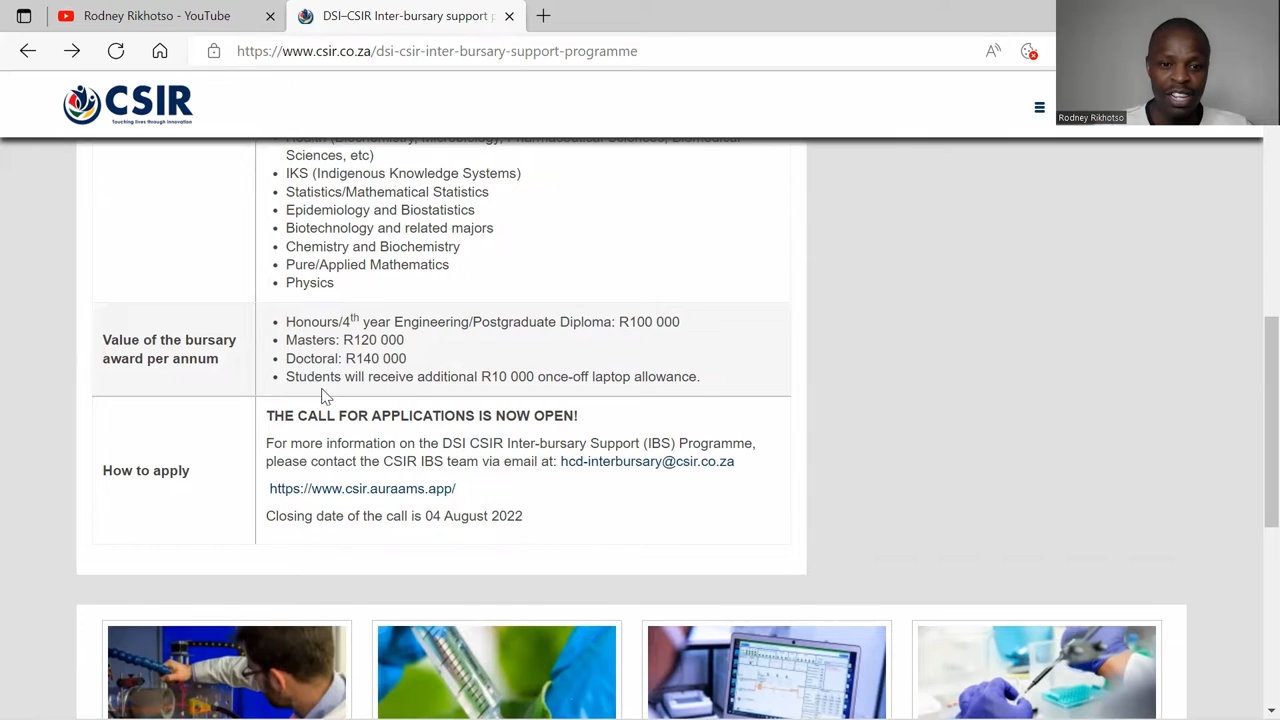 Rodney Rikhotso - YouTube
DSI–CSIR Inter-bursary support p
https://www.csir.co.za/dsi-csir-inter-bursary-support-programme
CSIR
Touching lives through innovation
Rodney Rikhotso
Health (Biochemistry, Microbiology, Pharmaceutical Sciences, Biomedical
Sciences, etc)
IKS (Indigenous Knowledge Systems)
Statistics/Mathematical Statistics
Epidemiology and Biostatistics
Biotechnology and related majors
Chemistry and Biochemistry
Pure/Applied Mathematics
Physics
Value of the bursary
award per annum
Honours/4th year Engineering/Postgraduate Diploma: R100 000
Masters: R120 000
Doctoral: R140 000
Students will receive additional R10 000 once-off laptop allowance.
How to apply
THE CALL FOR APPLICATIONS IS NOW OPEN!
For more information on the DSI CSIR Inter-bursary Support (IBS) Programme,
please contact the CSIR IBS team via email at: hcd-interbursary@csir.co.za
https://www.csir.auraams.app/
Closing date of the call is 04 August 2022